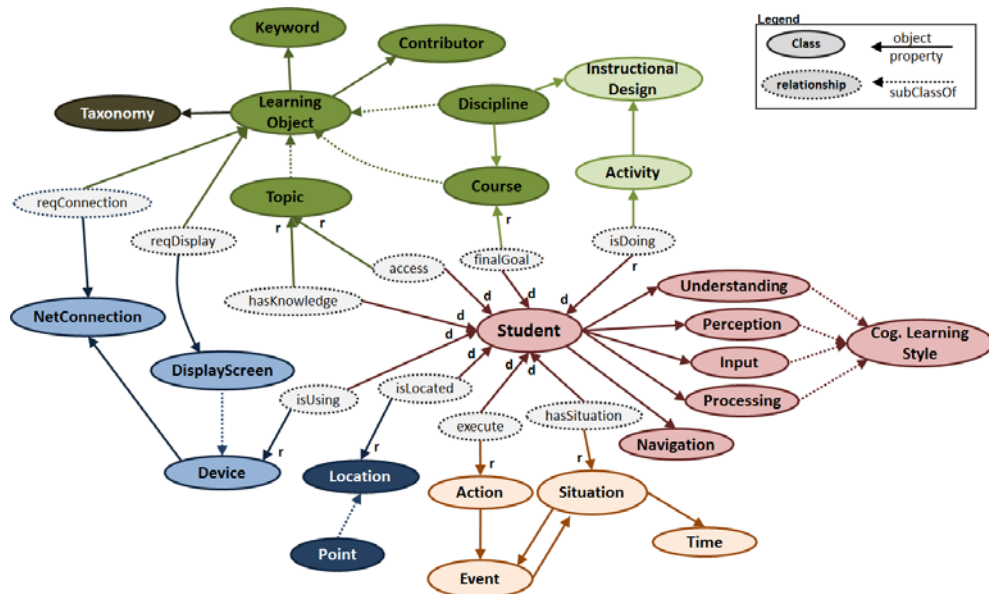 Legend
Class
object
property
relationship
subClassOf
Keyword
Contributor
Instructional
Design
Taxonomy
Learning
Object
Discipline
Activity
Topic
Course
reqConnection
r
r
r
reqDisplay
isDoing
r
access
finalGoal
hasKnowledge
d
d
d
Understanding
NetConnection
d
d
Student
Perception
Cog. Learning
Style
d
d
d
DisplayScreen
Input
isUsing
isLocated
Processing
execute
hasSituation
Navigation
r
r
r
r
Device
Location
Action
Situation
Time
Point
Event